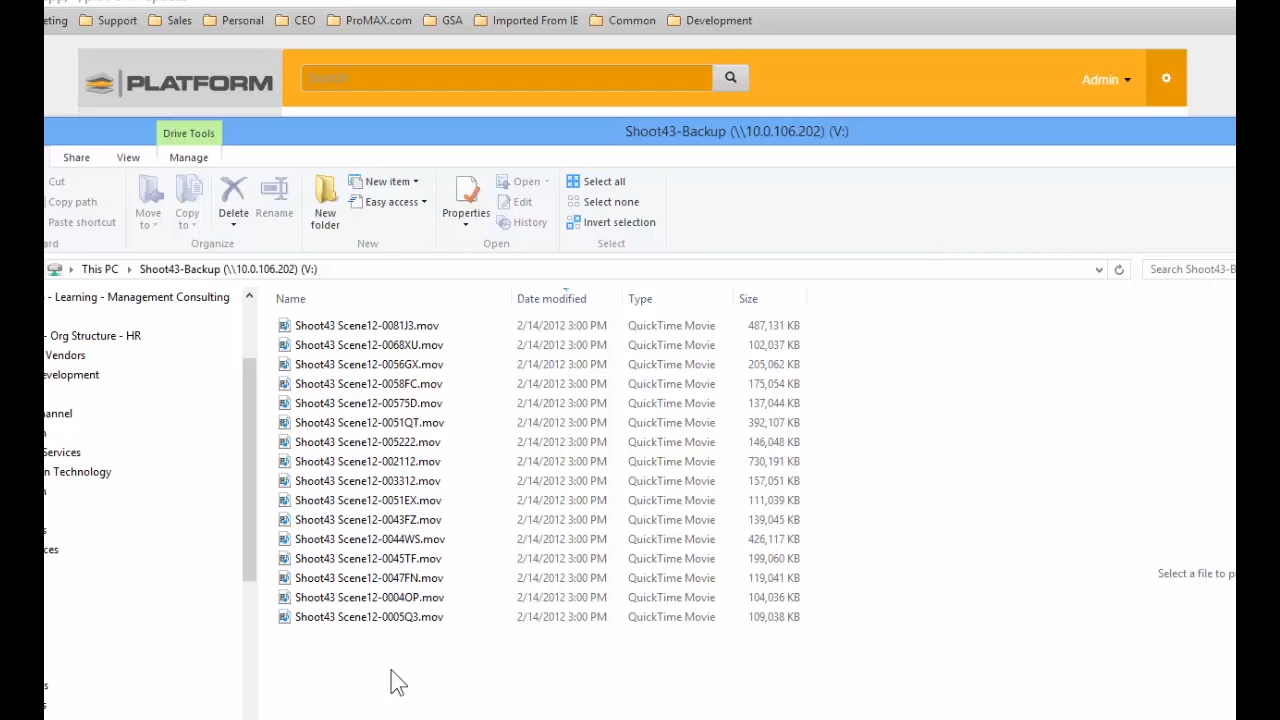 eting Support Sales Personal CEO ProMAX.com GSA Imported From IE Common Development
PLATFORM Search Admin
Drive Tools Shoot43-Backup (\\10.0.106.202) (V:)
Share View Manage
Cut
Copy path
Paste shortcut
Move to
Copy to
Delete
Rename
New folder
New item
Easy access
Properties
Open
Edit
History
Select all
Select none
Invert selection
ard Organize New Open Select
This PC Shoot43-Backup (\\10.0.106.202) (V:) Search Shoot43-B
- Learning - Management Consulting
- Org Structure - HR
Vendors
evelopment
annel
Services
n Technology
ces
Name Date modified Type Size
Shoot43 Scene12-0081J3.mov 2/14/2012 3:00 PM QuickTime Movie 487,131 KB
Shoot43 Scene12-0068XU.mov 2/14/2012 3:00 PM QuickTime Movie 102,037 KB
Shoot43 Scene12-0056GX.mov 2/14/2012 3:00 PM QuickTime Movie 205,062 KB
Shoot43 Scene12-0058FC.mov 2/14/2012 3:00 PM QuickTime Movie 175,054 KB
Shoot43 Scene12-00575D.mov 2/14/2012 3:00 PM QuickTime Movie 137,044 KB
Shoot43 Scene12-0051QT.mov 2/14/2012 3:00 PM QuickTime Movie 392,107 KB
Shoot43 Scene12-005222.mov 2/14/2012 3:00 PM QuickTime Movie 146,048 KB
Shoot43 Scene12-002112.mov 2/14/2012 3:00 PM QuickTime Movie 730,191 KB
Shoot43 Scene12-003312.mov 2/14/2012 3:00 PM QuickTime Movie 157,051 KB
Shoot43 Scene12-0051EX.mov 2/14/2012 3:00 PM QuickTime Movie 111,039 KB
Shoot43 Scene12-0043FZ.mov 2/14/2012 3:00 PM QuickTime Movie 139,045 KB
Shoot43 Scene12-0044WS.mov 2/14/2012 3:00 PM QuickTime Movie 426,117 KB
Shoot43 Scene12-0045TF.mov 2/14/2012 3:00 PM QuickTime Movie 199,060 KB
Shoot43 Scene12-0047FN.mov 2/14/2012 3:00 PM QuickTime Movie 119,041 KB
Shoot43 Scene12-0004OP.mov 2/14/2012 3:00 PM QuickTime Movie 104,036 KB
Shoot43 Scene12-0005Q3.mov 2/14/2012 3:00 PM QuickTime Movie 109,038 KB
Select a file to p